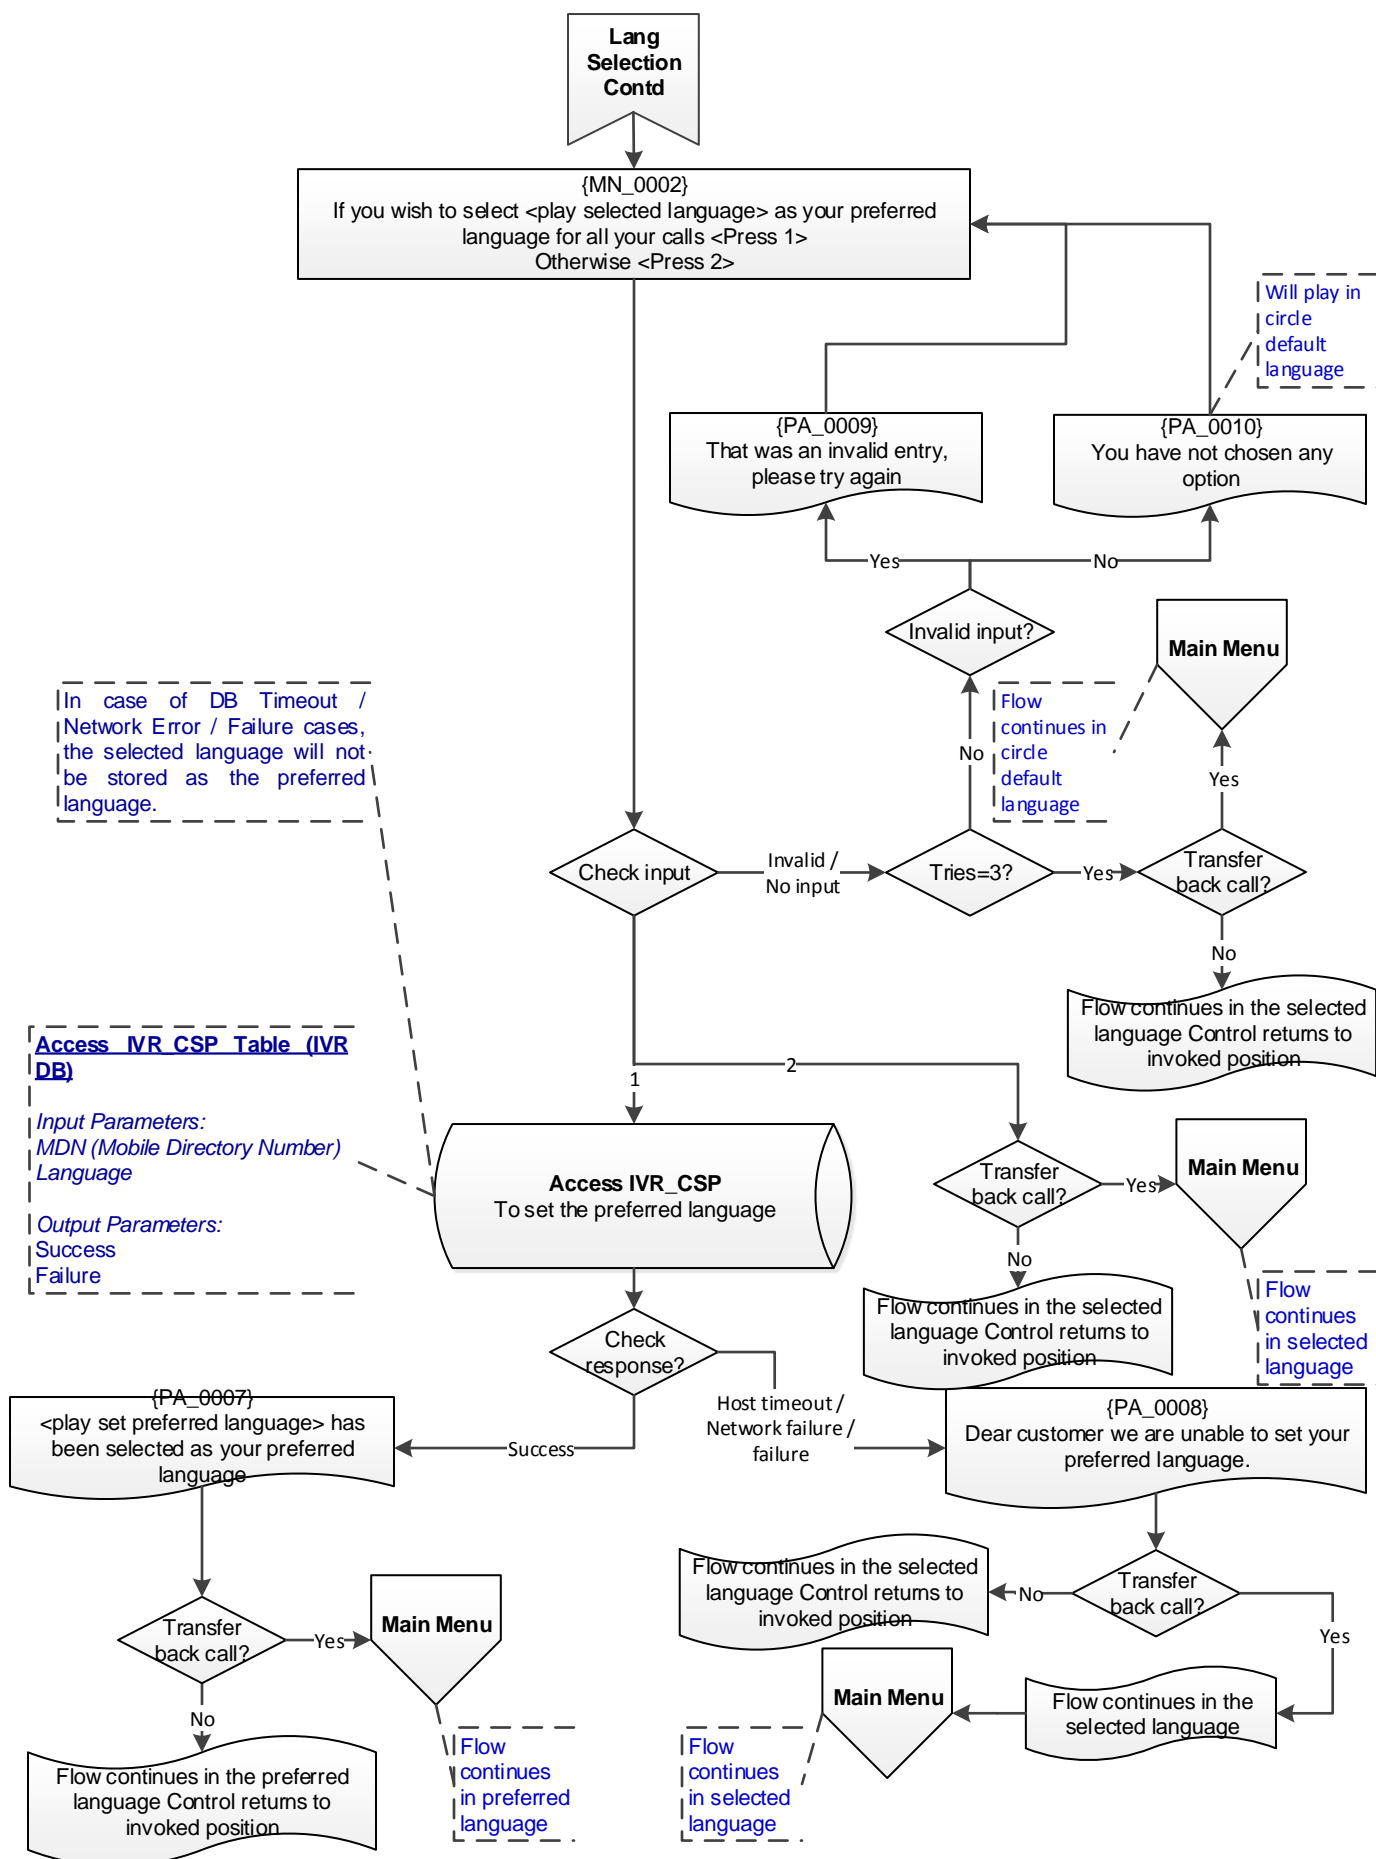 Lang
Selection
Contd
{MN_0002}
If you wish to select <play selected language> as your preferred
language for all your calls <Press 1>
Otherwise <Press 2>
Will play in
circle
default
language
{PA_0009}
That was an invalid entry,
please try again
{PA_0010}
You have not chosen any
option
Yes
No
Invalid input?
Main Menu
In case of DB Timeout /
Network Error / Failure cases,
the selected language will not
be stored as the preferred
language.
Flow
continues in
circle
default
language
No
Yes
Check input
Invalid /
No input
Tries=3?
Yes
Transfer
back call?
No
Flow continues in the selected
language Control returns to
invoked position
Access IVR_CSP Table (IVR
DB)
Input Parameters:
MDN (Mobile Directory Number)
Language
Output Parameters:
Success
Failure
1
2
Access IVR_CSP
To set the preferred language
Transfer
back call?
Yes
Main Menu
No
Flow continues in the selected
language Control returns to
invoked position
Flow
continues
in selected
language
Check
response?
Host timeout /
Network failure /
failure
Success
{PA_0007}
<play set preferred language> has
been selected as your preferred
language
{PA_0008}
Dear customer we are unable to set your
preferred language.
Flow continues in the selected
language Control returns to
invoked position
No
Transfer
back call?
Yes
Transfer
back call?
Yes
Main Menu
No
Main Menu
Flow continues in the
selected language
Flow continues in the preferred
language Control returns to
invoked position
Flow
continues
in preferred
language
Flow
continues
in selected
language